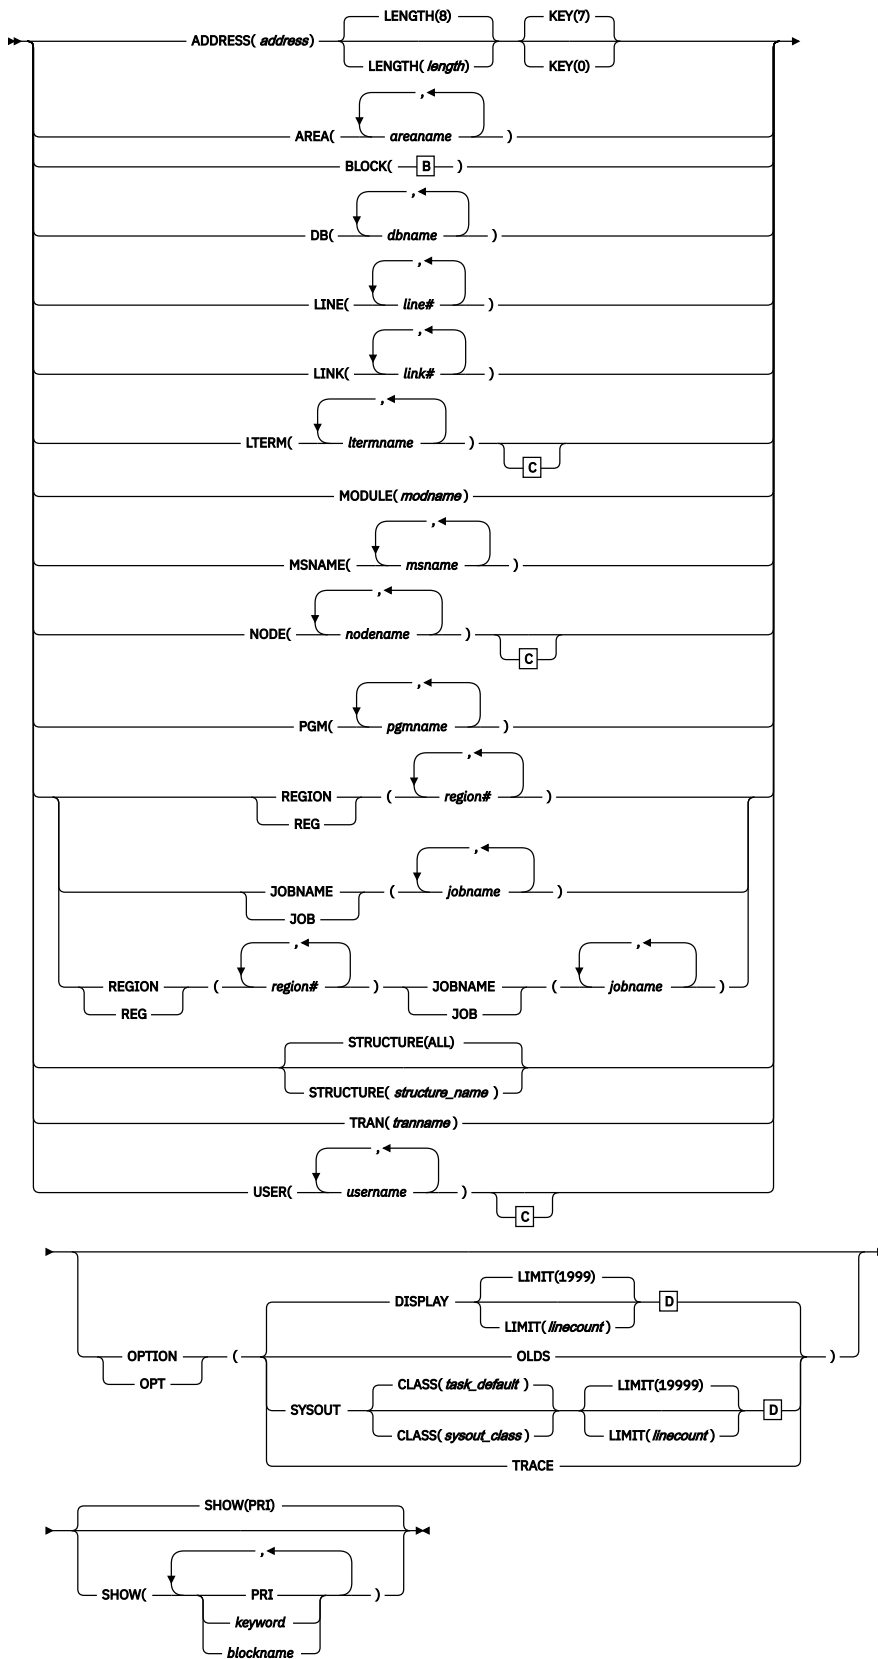 LENGTH(8) KEY(7)
ADDRESS( address)
LENGTH( length) KEY(0)
,
AREA( areaname )
BLOCK( B )
,
DB( dbname )
,
LINE( line# )
,
LINK( link# )
,
LTERM( ltermname )
C
MODULE( modname )
,
MSNAME( msname )
,
NODE( nodename )
C
,
PGM( pgmname )
,
REGION ( region# )
REG
,
JOBNAME ( jobname )
JOB
, ,
REGION ( region# ) JOBNAME ( jobname )
REG JOB
STRUCTURE(ALL)
STRUCTURE( structure_name )
TRAN( tranname )
,
USER( username )
C
LIMIT(1999)
DISPLAY D
LIMIT( linecount )
OPTION ( OLDS )
OPT
CLASS( task_default ) LIMIT(19999)
SYSOUT D
CLASS( sysout_class ) LIMIT( linecount )
TRACE
SHOW(PRI)
,
SHOW( PRI )
keyword
blockname